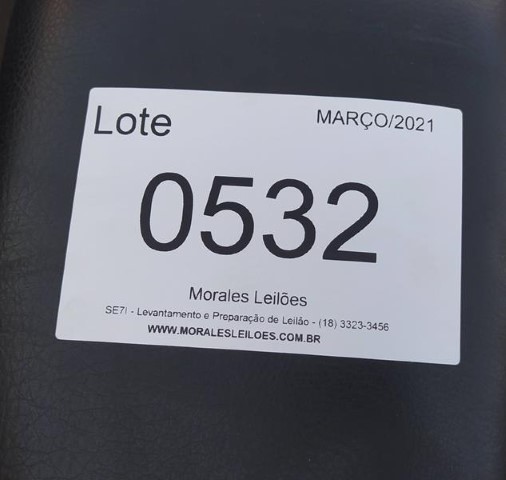 Lote MARÇO/2021
0532
Morales Leilões
SE7I - Levantamento e Preparação de Leilão - (18) 3323-3456
WWW.MORALESLEILOES.COM.BR